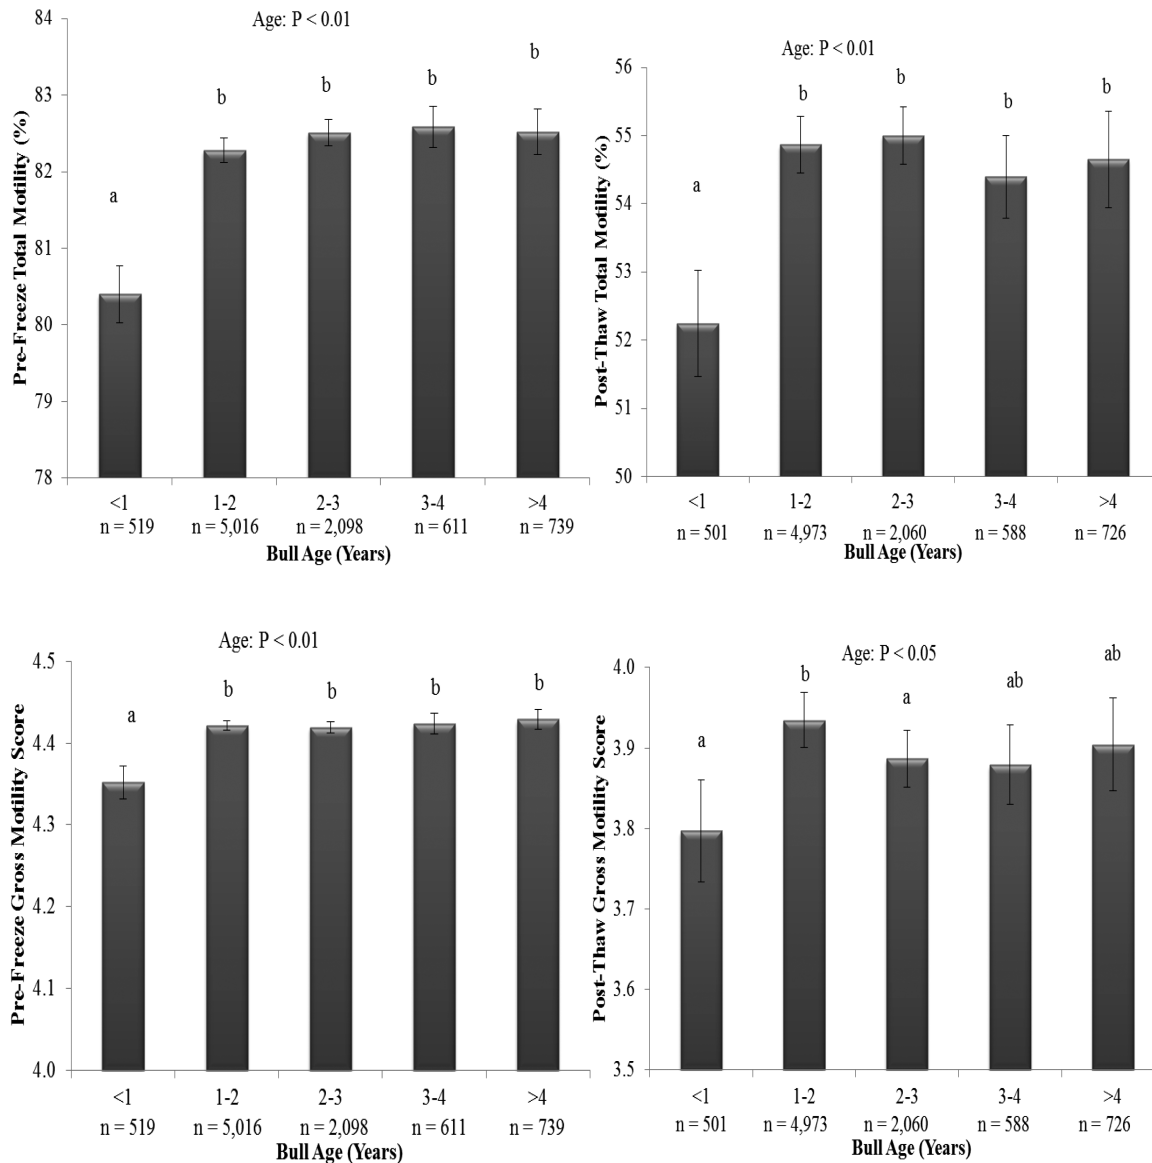 Age: P < 0.01
Pre-Freeze Total Motility (%)
84
83
82
81
80
79
78
a
b
b
b
b
<1 1-2 2-3 3-4 >4
n = 519 n = 5,016 n = 2,098 n = 611 n = 739
Bull Age (Years)
Age: P < 0.01
Post-Thaw Total Motility (%)
56
55
54
53
52
51
50
a
b
b
b
b
<1 1-2 2-3 3-4 >4
n = 501 n = 4,973 n = 2,060 n = 588 n = 726
Bull Age (Years)
Age: P < 0.01
Pre-Freeze Gross Motility Score
4.5
4.4
4.3
4.2
4.1
4.0
a
b
b
b
b
<1 1-2 2-3 3-4 >4
n = 519 n = 5,016 n = 2,098 n = 611 n = 739
Bull Age (Years)
Age: P < 0.05
Post-Thaw Gross Motility Score
4.0
3.9
3.8
3.7
3.6
3.5
a
b
a
ab
ab
<1 1-2 2-3 3-4 >4
n = 501 n = 4,973 n = 2,060 n = 588 n = 726
Bull Age (Years)